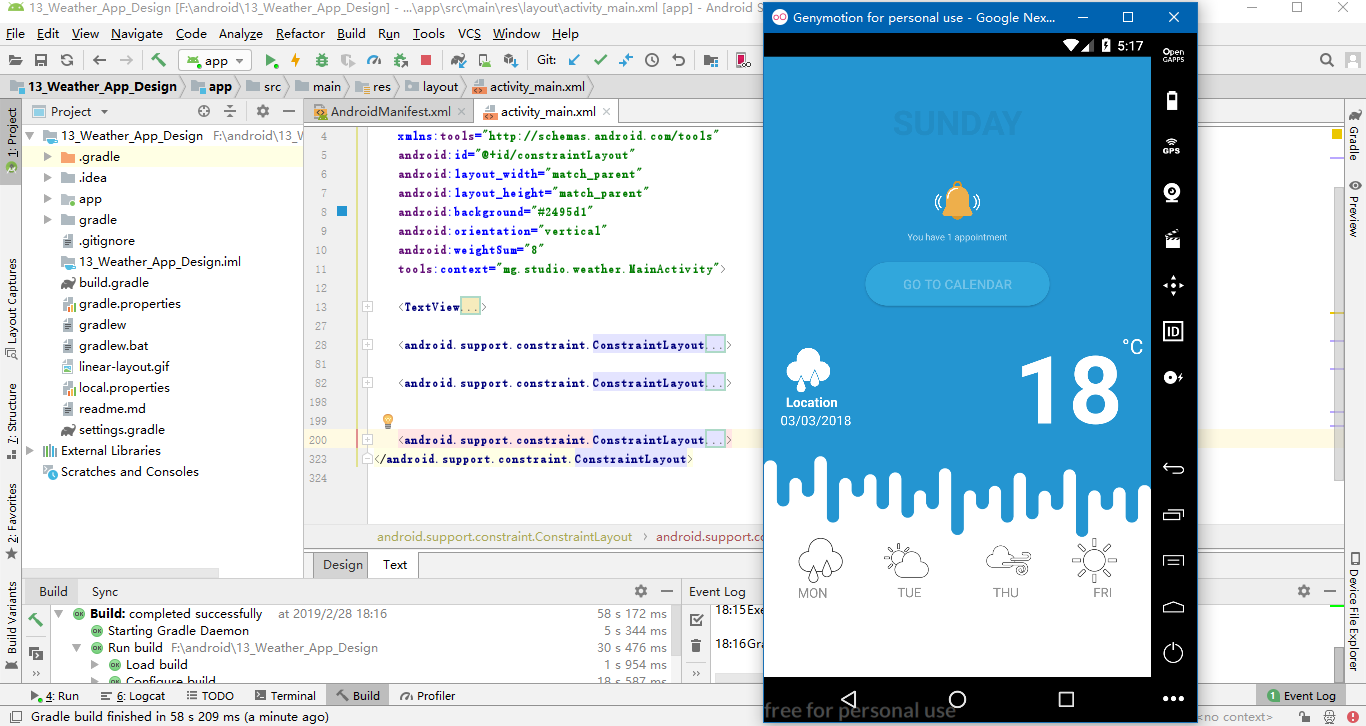 13_Weather_App_Design [F:\android\13_Weather_App_Design] - ...\app\src\main\res\layout\activity_main.xml [app] - Android Studio
File Edit View Navigate Code Analyze Refactor Build Run Tools VCS Window Help
app Git:
13_Weather_App_Design app src main res layout activity_main.xml
Project AndroidManifest.xml activity_main.xml
1: Project
Layout Captures
7: Structure
2: Favorites
Build Variants
13_Weather_App_Design F:\android\13_W
.gradle
.idea
app
gradle
.gitignore
13_Weather_App_Design.iml
build.gradle
gradle.properties
gradlew
gradlew.bat
linear-layout.gif
local.properties
readme.md
settings.gradle
External Libraries
Scratches and Consoles
4 xmlns:tools="http://schemas.android.com/tools"
5 android:id="@+id/constraintLayout"
6 android:layout_width="match_parent"
7 android:layout_height="match_parent"
8 android:background="#2495d1"
9 android:orientation="vertical"
10 android:weightSum="8"
11 tools:context="mg.studio.weather.MainActivity">
12
13 <TextView...>
27
28 <android.support.constraint.ConstraintLayout...>
81
82 <android.support.constraint.ConstraintLayout...>
198
199
200 <android.support.constraint.ConstraintLayout...>
323 </android.support.constraint.ConstraintLayout>
324
android.support.constraint.ConstraintLayout android.support.co
Design Text
Build Sync
Build: completed successfully at 2019/2/28 18:16 58 s 172 ms
Starting Gradle Daemon 5 s 344 ms
Run build F:\android\13_Weather_App_Design 30 s 476 ms
Load build 1 s 954 ms
Configure build 18 s 587 ms
Event Log
18:15 Exe
18:16 Gra
4: Run 6: Logcat TODO Terminal Build Profiler
1 Event Log
Gradle build finished in 58 s 209 ms (a minute ago)
<no context>
Genymotion for personal use - Google Nex...
5:17
SUNDAY
You have 1 appointment
GO TO CALENDAR
Location
03/03/2018
18
°C
MON TUE THU FRI
free for personal use
Open
GAPPS
GPS
ID
Gradle
Preview
Device File Explorer